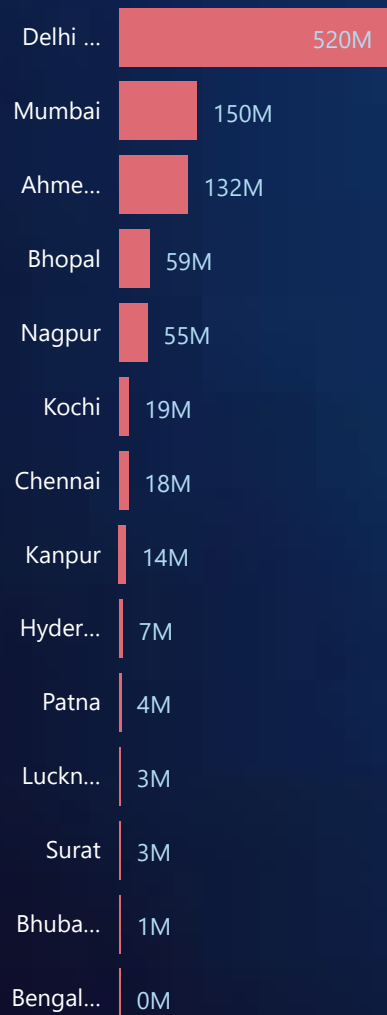 Delhi ... 520M
Mumbai 150M
Ahme... 132M
Bhopal 59M
Nagpur 55M
Kochi 19M
Chennai 18M
Kanpur 14M
Hyder... 7M
Patna 4M
Luckn... 3M
Surat 3M
Bhuba... 1M
Bengal... 0M